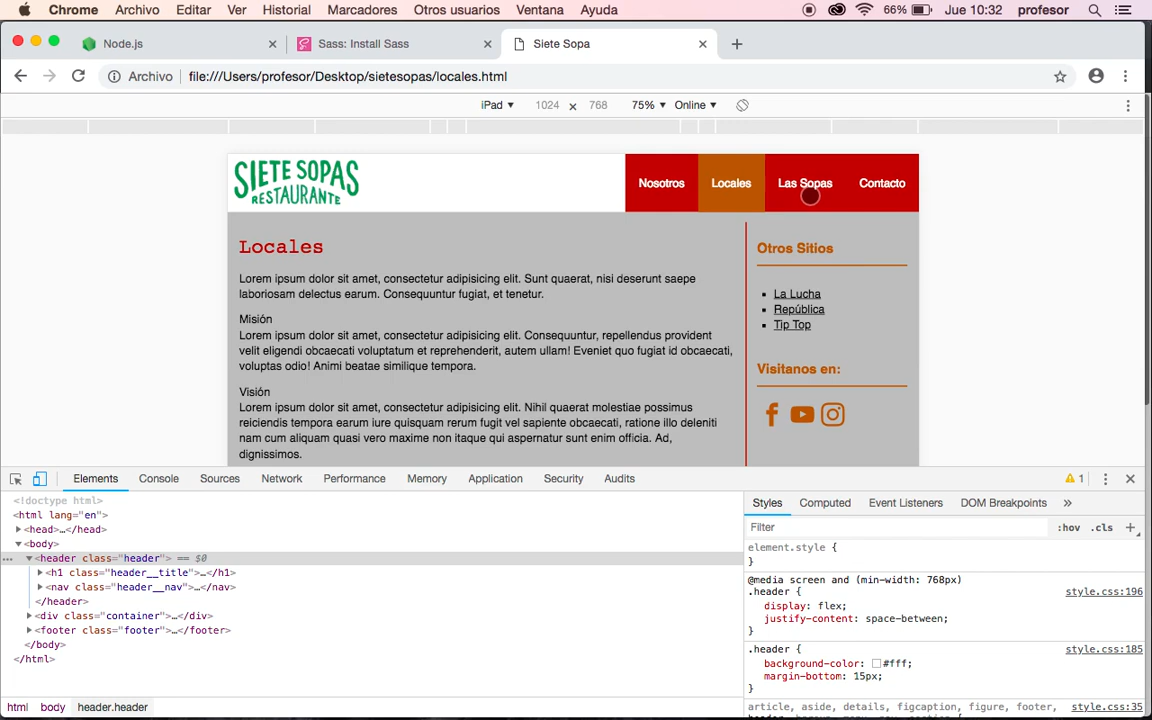 Chrome Archivo Editar Ver Historial Marcadores Otros usuarios Ventana Ayuda 66% Jue 10:32 profesor
Node.js Sass: Install Sass Siete Sopa
Archivo file:///Users/profesor/Desktop/sietesopas/locales.html
iPad 1024 768 75% Online
SIETE SOPAS
RESTAURANTE
Nosotros Locales Las Sopas Contacto
Locales
Lorem ipsum dolor sit amet, consectetur adipisicing elit. Sunt quaerat, nisi deserunt saepe
laboriosam delectus earum. Consequuntur fugiat, et tenetur.
Misión
Lorem ipsum dolor sit amet, consectetur adipisicing elit. Consequuntur, repellendus provident
velit eligendi obcaecati voluptatum et reprehenderit, autem ullam! Eveniet quo fugiat id obcaecati,
voluptas odio! Animi beatae similique tempora.
Visión
Lorem ipsum dolor sit amet, consectetur adipisicing elit. Nihil quaerat molestiae possimus
reiciendis tempora earum iure quisquam rerum fugit vel sapiente obcaecati, ratione illo deleniti
nam cum aliquam quasi vero maxime non itaque qui aspernatur sunt enim officia. Ad,
dignissimos.
Otros Sitios
La Lucha
República
Tip Top
Visitanos en:
Elements Console Sources Network Performance Memory Application Security Audits 1
<!doctype html>
<html lang="en">
<head>…</head>
<body>
… <header class="header"> == $0
<h1 class="header__title">…</h1>
<nav class="header__nav">…</nav>
</header>
<div class="container">…</div>
<footer class="footer">…</footer>
</body>
</html>
html body header.header
Styles Computed Event Listeners DOM Breakpoints »
Filter :hov .cls +
element.style {
}
@media screen and (min-width: 768px)
.header { style.css:196
display: flex;
justify-content: space-between;
}
.header { style.css:185
background-color: #fff;
margin-bottom: 15px;
}
article, aside, details, figcaption, figure, footer, style.css:35